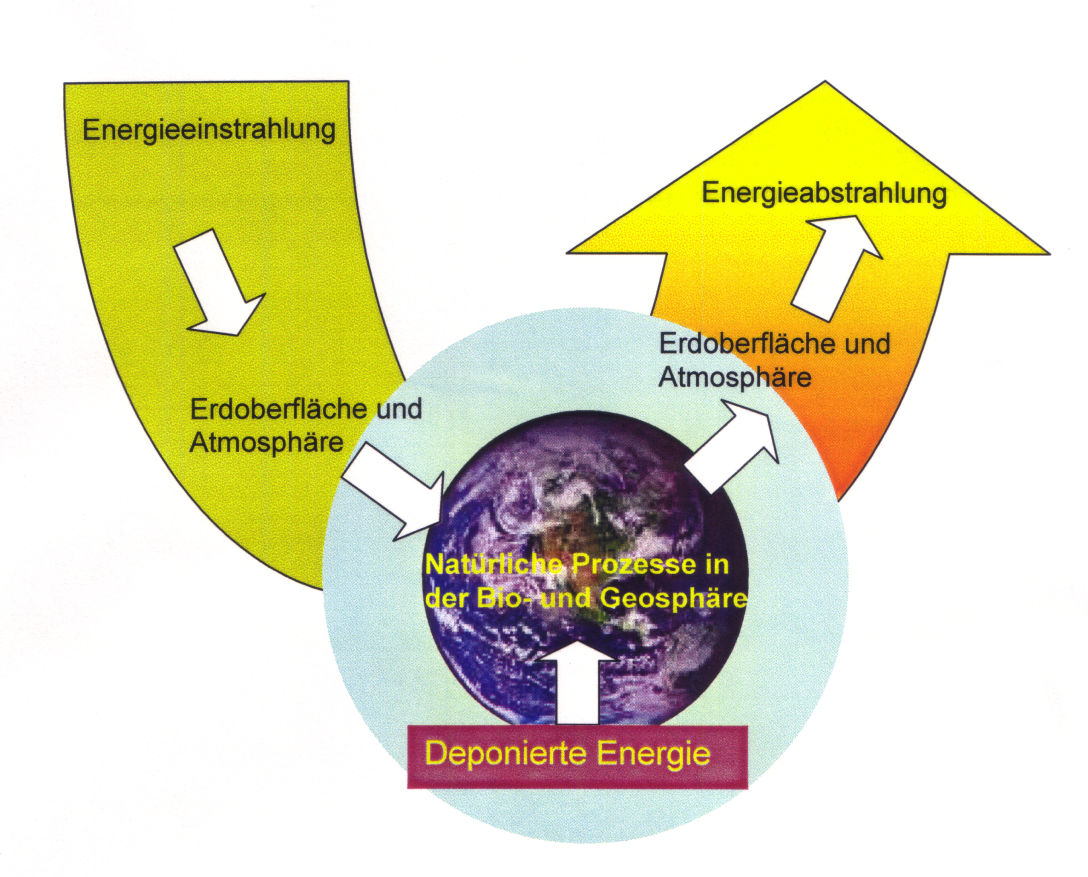 Energieeinstrahlung
Erdoberfläche und
Atmosphäre
Energieabstrahlung
Erdoberfläche und
Atmosphäre
Natürliche Prozesse in
der Bio- und Geosphäre
Deponierte Energie